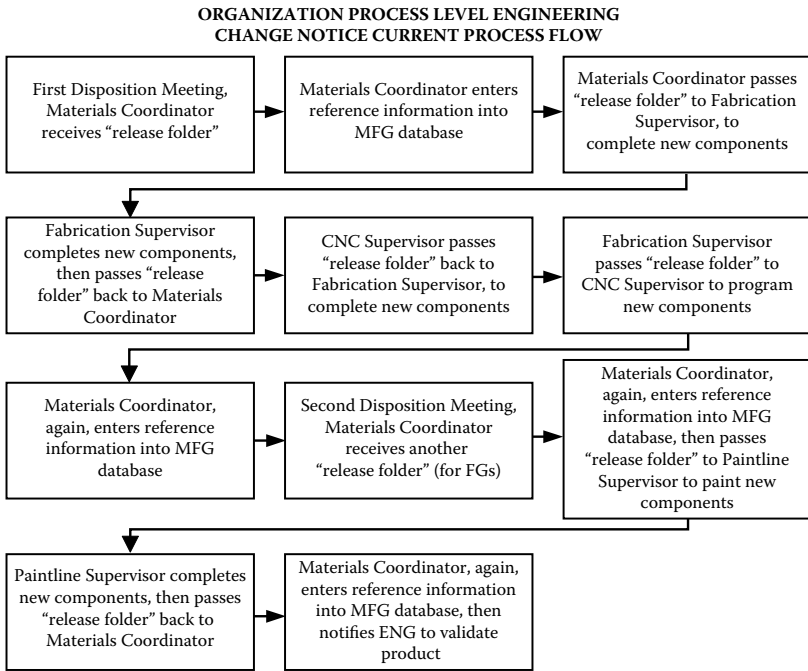 ORGANIZATION PROCESS LEVEL ENGINEERING
CHANGE NOTICE CURRENT PROCESS FLOW
First Disposition Meeting,
Materials Coordinator
receives “release folder”
Materials Coordinator enters
reference information into
MFG database
Materials Coordinator passes
“release folder” to Fabrication
Supervisor, to
complete new components
Fabrication Supervisor
completes new components,
then passes “release
folder” back to Materials
Coordinator
CNC Supervisor passes
“release folder” back to
Fabrication Supervisor, to
complete new components
Fabrication Supervisor
passes “release folder” to
CNC Supervisor to program
new components
Materials Coordinator,
again, enters reference
information into MFG
database
Second Disposition Meeting,
Materials Coordinator
receives another
“release folder” (for FGs)
Materials Coordinator,
again, enters reference
information into MFG
database, then passes
“release folder” to Paintline
Supervisor to paint new
components
Paintline Supervisor completes
new components, then passes
“release folder” back to
Materials Coordinator
Materials Coordinator, again,
enters reference information
into MFG database, then
notifies ENG to validate
product